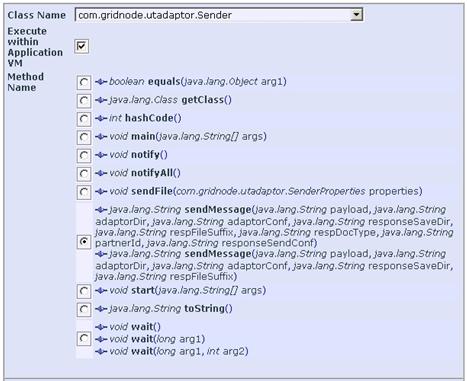 Class Name com.gridnode.utadaptor.Sender
Execute
within
Application
VM
Method
Name
boolean equals(java.lang.Object arg1)
java.lang.Class getClass()
int hashCode()
void main(java.lang.String[] args)
void notify()
void notifyAll()
void sendFile(com.gridnode.utadaptor.SenderProperties properties)
java.lang.String sendMessage(java.lang.String payload, java.lang.String
adaptorDir, java.lang.String adaptorConf, java.lang.String responseSaveDir,
java.lang.String respFileSuffix, java.lang.String respDocType, java.lang.String
partnerId, java.lang.String responseSendConf)
java.lang.String sendMessage(java.lang.String payload, java.lang.String
adaptorDir, java.lang.String adaptorConf, java.lang.String responseSaveDir,
java.lang.String respFileSuffix)
void start(java.lang.String[] args)
java.lang.String toString()
void wait()
void wait(long arg1)
void wait(long arg1, int arg2)